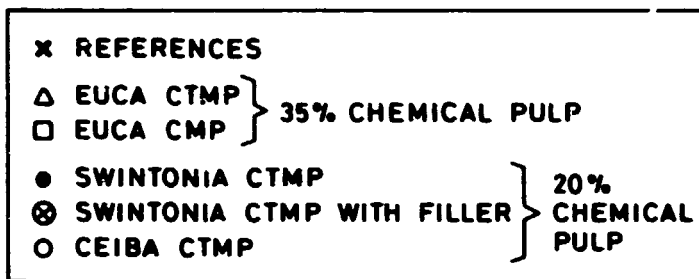 × REFERENCES
△ EUCA CTMP
□ EUCA CMP
35% CHEMICAL PULP
● SWINTONIA CTMP
⊗ SWINTONIA CTMP WITH FILLER
○ CEIBA CTMP
20%
CHEMICAL
PULP